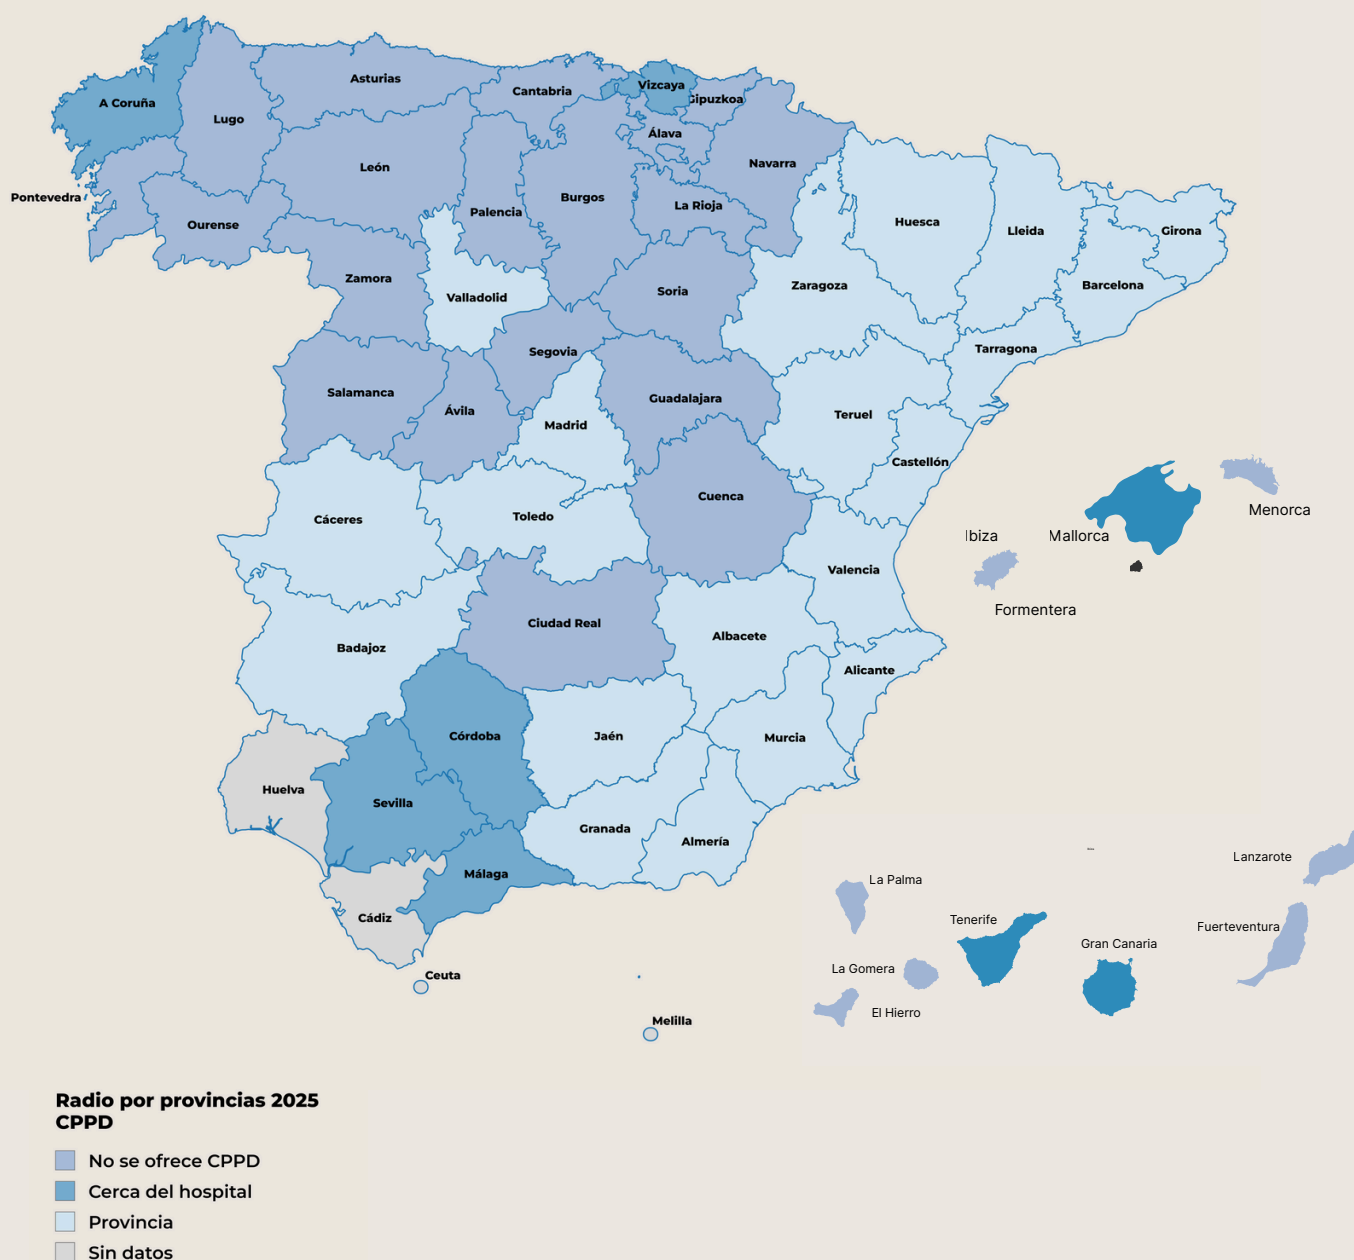 Asturias
Cantabria
Vizcaya
Gipuzkoa
A Coruña
Lugo
Álava
León
Navarra
Pontevedra
Ourense
Palencia
Burgos
La Rioja
Huesca
Lleida
Girona
Zamora
Valladolid
Soria
Zaragoza
Barcelona
Segovia
Tarragona
Salamanca
Ávila
Madrid
Guadalajara
Teruel
Castellón
Cáceres
Toledo
Cuenca
Menorca
Ibiza
Mallorca
Valencia
Formentera
Badajoz
Ciudad Real
Albacete
Alicante
Huelva
Sevilla
Córdoba
Jaén
Murcia
Granada
Almería
Málaga
Cádiz
Ceuta
Melilla
Lanzarote
La Palma
Tenerife
Fuerteventura
Gran Canaria
La Gomera
El Hierro
Radio por provincias 2025
CPPD
No se ofrece CPPD
Cerca del hospital
Provincia
Sin datos